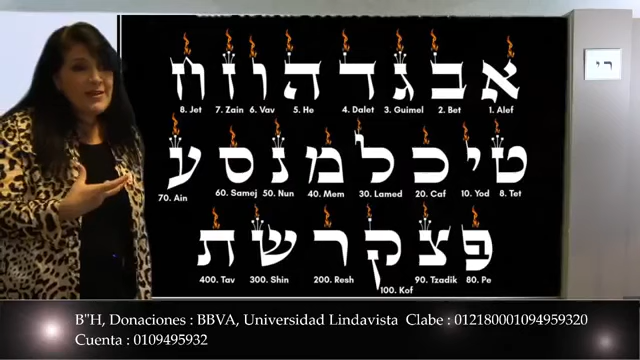 רי
א ב ג ד ה ו ז ח
8. Jet 7. Zain 6. Vav 5. He 4. Dalet 3. Guimel 2. Bet 1. Alef
ט י כ ל מ נ ס ע
70. Ain 60. Samej 50. Nun 40. Mem 30. Lamed 20. Caf 10. Yod 8. Tet
פ צ ק ר ש ת
400. Tav 300. Shin 200. Resh 100. Kof 90. Tzadik 80. Pe
B"H, Donaciones : BBVA, Universidad Lindavista Clabe : 012180001094959320
Cuenta : 0109495932